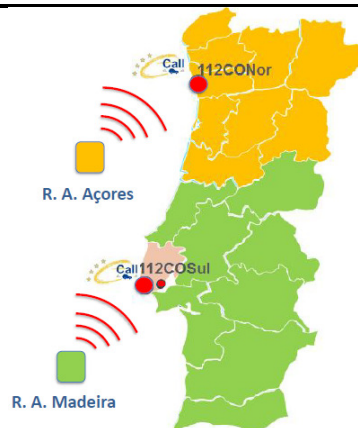 Call
112CONor
R. A. Açores
Call 112COSul
R. A. Madeira